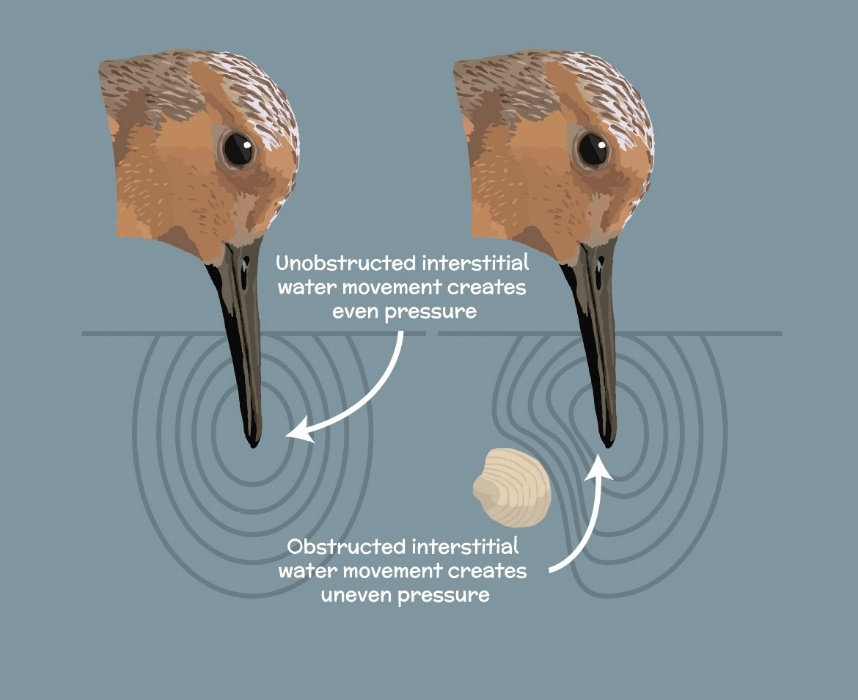 Unobstructed interstitial
water movement creates
even pressure
Obstructed interstitial
water movement creates
uneven pressure